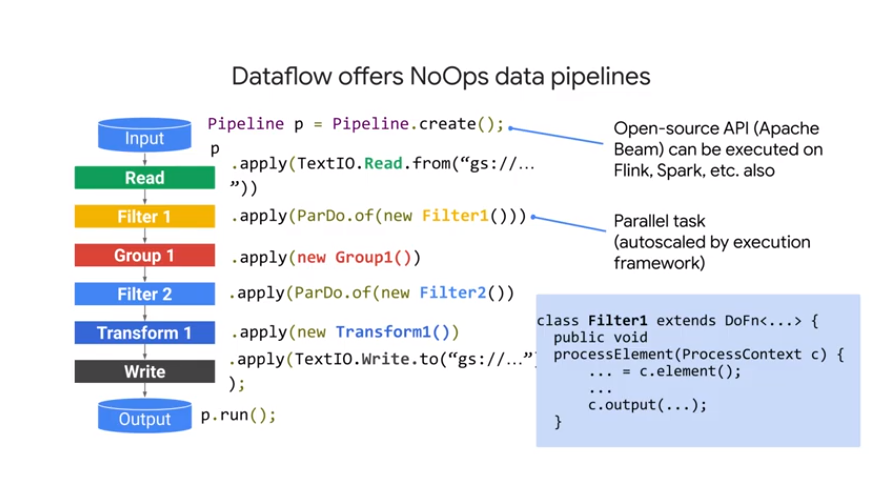 Dataflow offers NoOps data pipelines
Input
Read
Filter 1
Group 1
Filter 2
Transform 1
Write
Output
Pipeline p = Pipeline.create();
p
.apply(TextIO.Read.from(“gs://…
”))
.apply(ParDo.of(new Filter1()))
.apply(new Group1())
.apply(ParDo.of(new Filter2())
.apply(new Transform1())
.apply(TextIO.Write.to(“gs://…”)
);
p.run();
Open-source API (Apache
Beam) can be executed on
Flink, Spark, etc. also
Parallel task
(autoscaled by execution
framework)
class Filter1 extends DoFn<...> {
public void
processElement(ProcessContext c) {
... = c.element();
...
c.output(...);
}